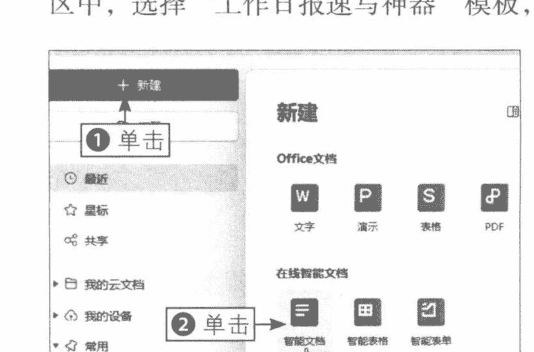 区中，选择“工作日报速写神器”模板，
＋ 新建
❶ 单击
新建
Office文档
最近
W P S
文字 演示 表格 PDF
星标
共享
在线智能文档
我的云文档
我的设备
❷ 单击
常用
智能文档 智能表格 智能表单